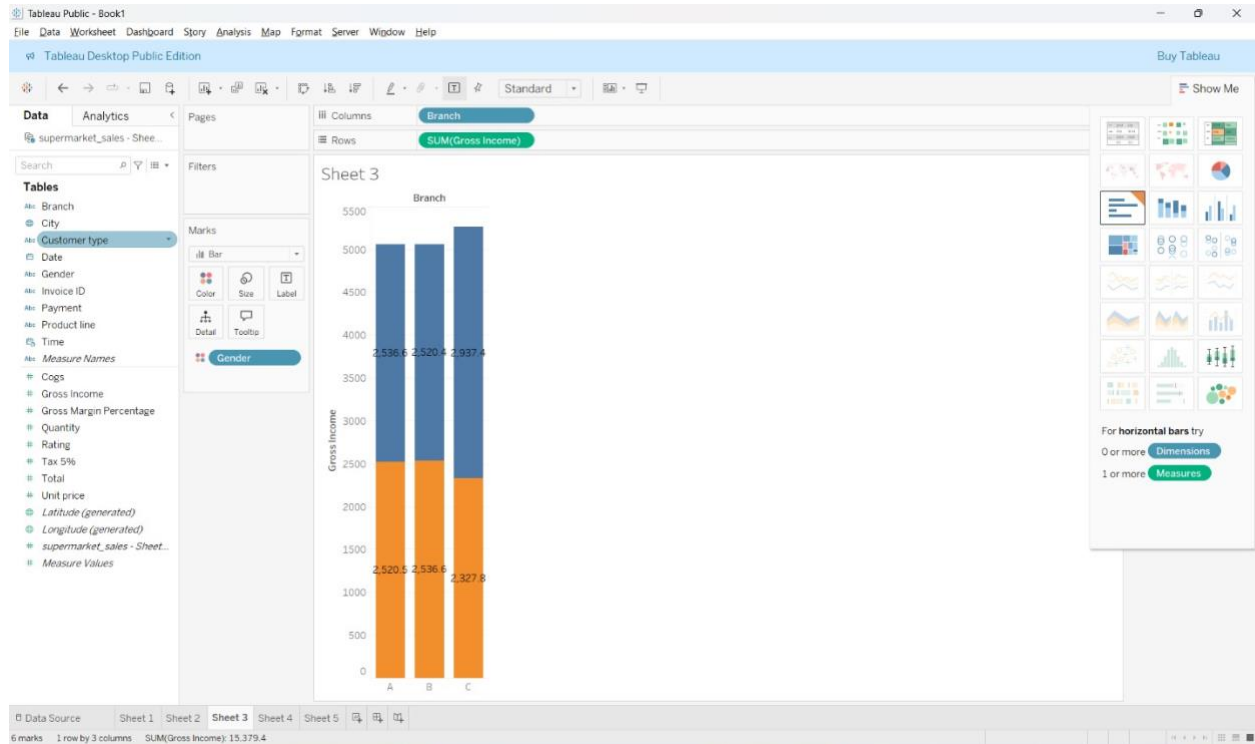 Tableau Public - Book1
File Data Worksheet Dashboard Story Analysis Map Format Server Window Help
Tableau Desktop Public Edition
Buy Tableau
Standard
Show Me
Data Analytics
supermarket_sales - Shee...
Search
Tables
Abc Branch
City
Abc Customer type
Date
Abc Gender
Abc Invoice ID
Abc Payment
Abc Product line
Time
Abc Measure Names
# Cogs
# Gross Income
# Gross Margin Percentage
# Quantity
# Rating
# Tax 5%
# Total
# Unit price
Latitude (generated)
Longitude (generated)
# supermarket_sales - Sheet...
# Measure Values
Pages
Filters
Marks
Bar
Color Size Label
Detail Tooltip
Gender
Columns Branch
Rows SUM(Gross Income)
Sheet 3
Branch
Gross Income
5500
5000
4500
4000
3500
3000
2500
2000
1500
1000
500
0
2,536.6 2,520.4 2,937.4
2,520.5 2,536.6 2,327.8
A B C
For horizontal bars try
0 or more Dimensions
1 or more Measures
Data Source Sheet 1 Sheet 2 Sheet 3 Sheet 4 Sheet 5
6 marks 1 row by 3 columns SUM(Gross Income): 15,379.4